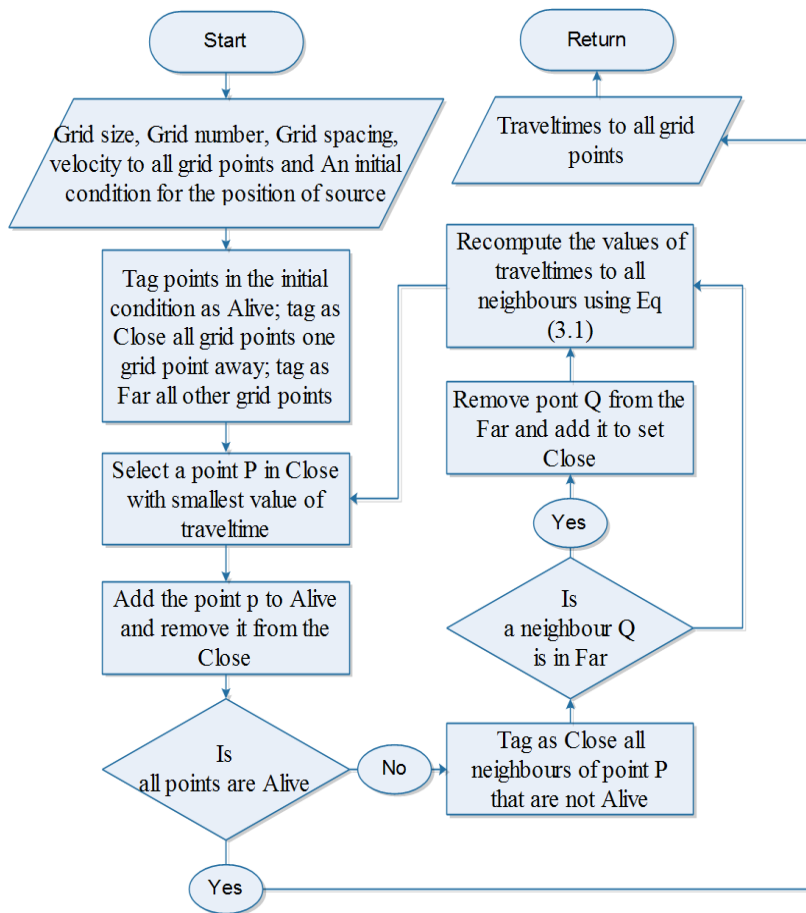 Start
Grid size, Grid number, Grid spacing,
velocity to all grid points and An initial
condition for the position of source
Tag points in the initial
condition as Alive; tag as
Close all grid points one
grid point away; tag as
Far all other grid points
Select a point P in Close
with smallest value of
traveltime
Add the point p to Alive
and remove it from the
Close
Is
all points are Alive
No
Yes
Tag as Close all
neighbours of point P
that are not Alive
Is
a neighbour Q
is in Far
Yes
Remove pont Q from the
Far and add it to set
Close
Recompute the values of
traveltimes to all
neighbours using Eq
(3.1)
Traveltimes to all grid
points
Return